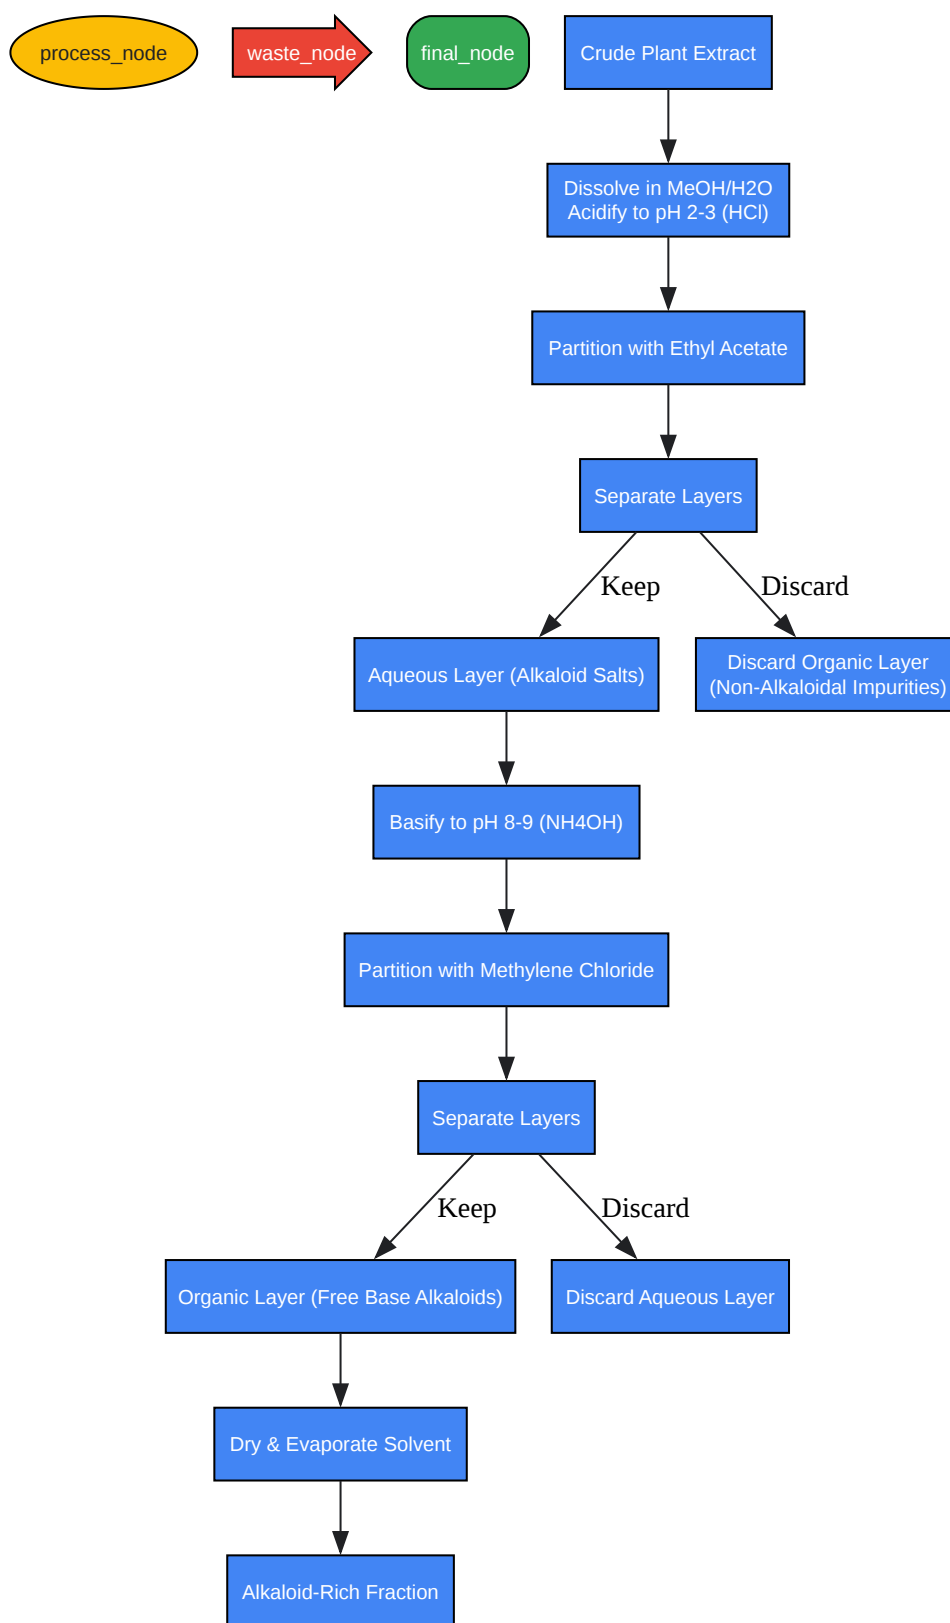 process_node
waste_node
final_node
Crude Plant Extract
Dissolve in MeOH/H2O
Acidify to pH 2-3 (HCl)
Partition with Ethyl Acetate
Separate Layers
Keep
Discard
Aqueous Layer (Alkaloid Salts)
Discard Organic Layer
(Non-Alkaloidal Impurities)
Basify to pH 8-9 (NH4OH)
Partition with Methylene Chloride
Separate Layers
Keep
Discard
Organic Layer (Free Base Alkaloids)
Discard Aqueous Layer
Dry & Evaporate Solvent
Alkaloid-Rich Fraction